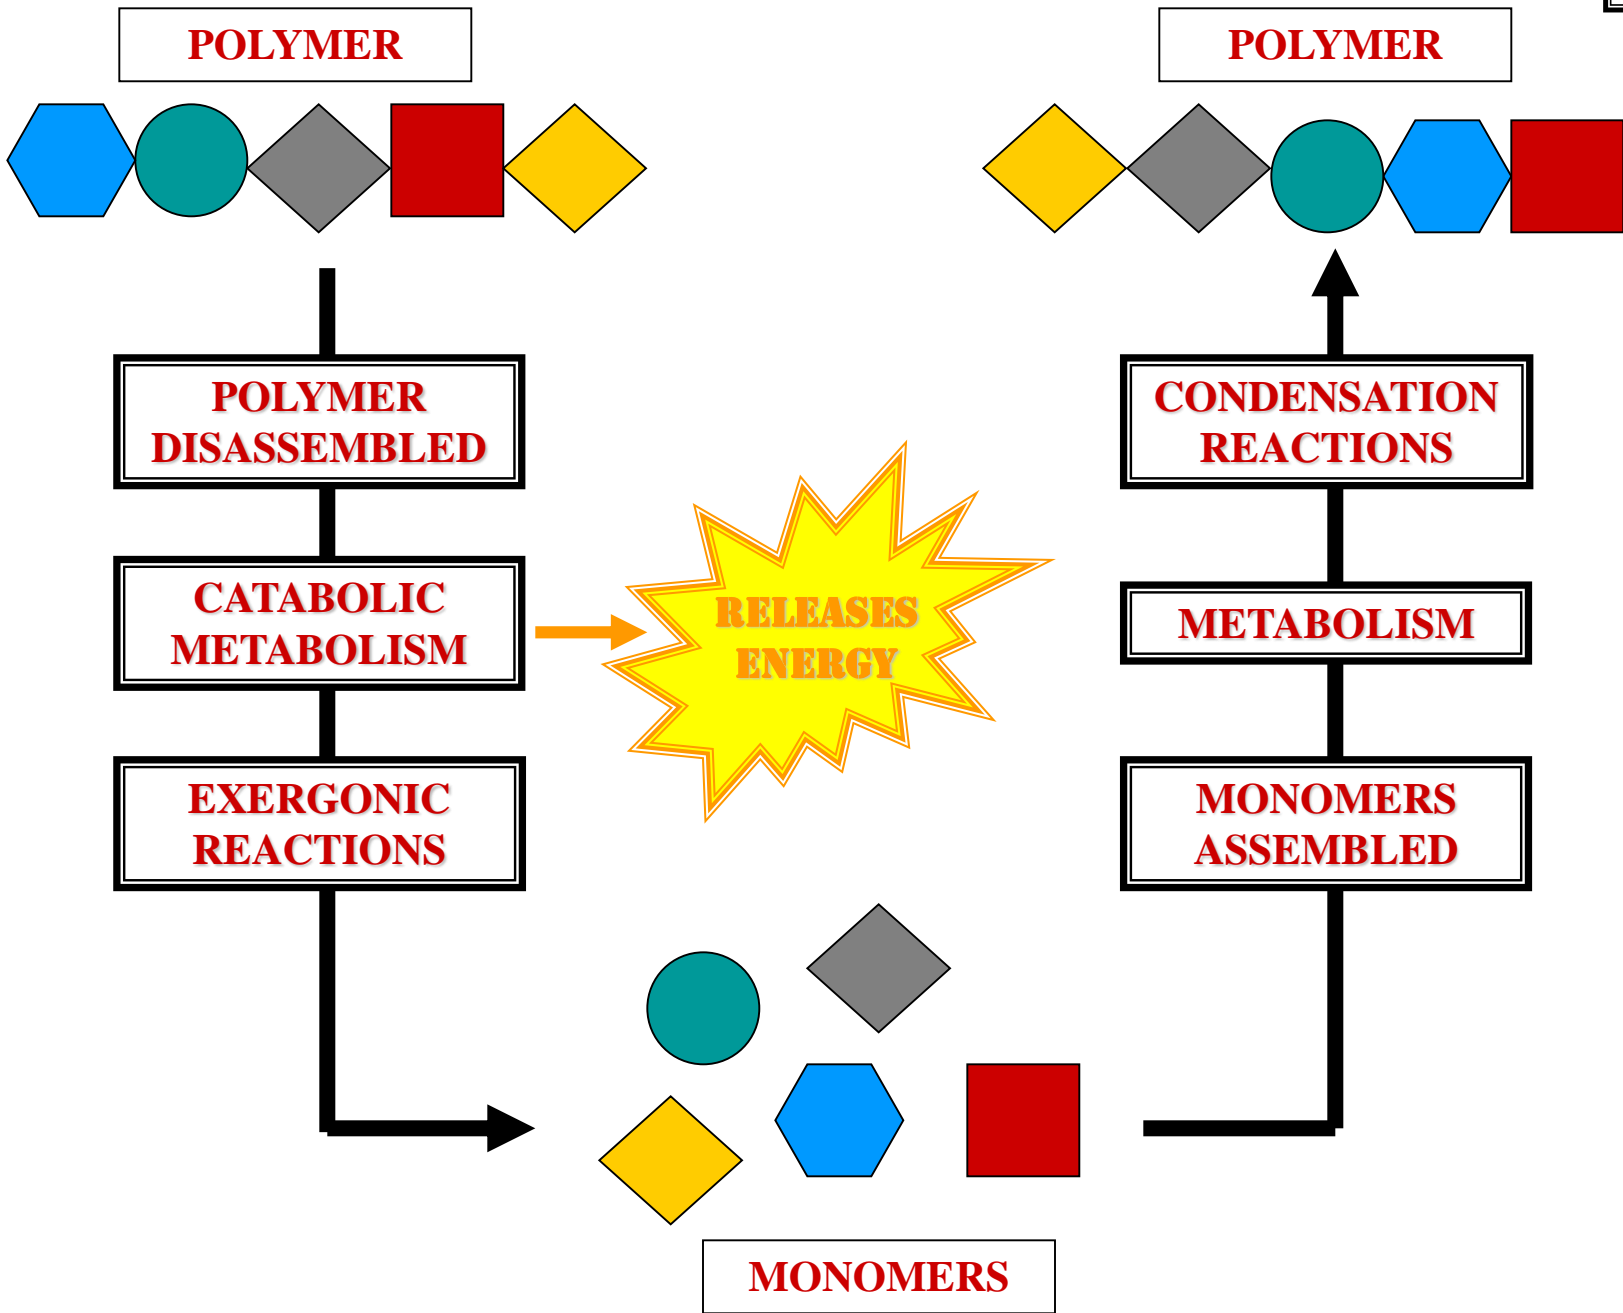 POLYMER
POLYMER
POLYMER
DISASSEMBLED
CATABOLIC
METABOLISM
EXERGONIC
REACTIONS
RELEASES
ENERGY
CONDENSATION
REACTIONS
METABOLISM
MONOMERS
ASSEMBLED
MONOMERS